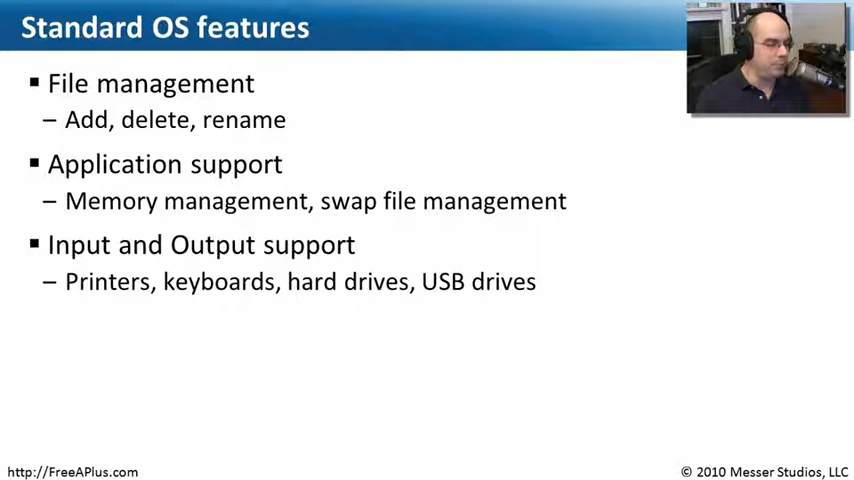 Standard OS features
▪ File management
– Add, delete, rename
▪ Application support
– Memory management, swap file management
▪ Input and Output support
– Printers, keyboards, hard drives, USB drives
http://FreeAPlus.com
© 2010 Messer Studios, LLC